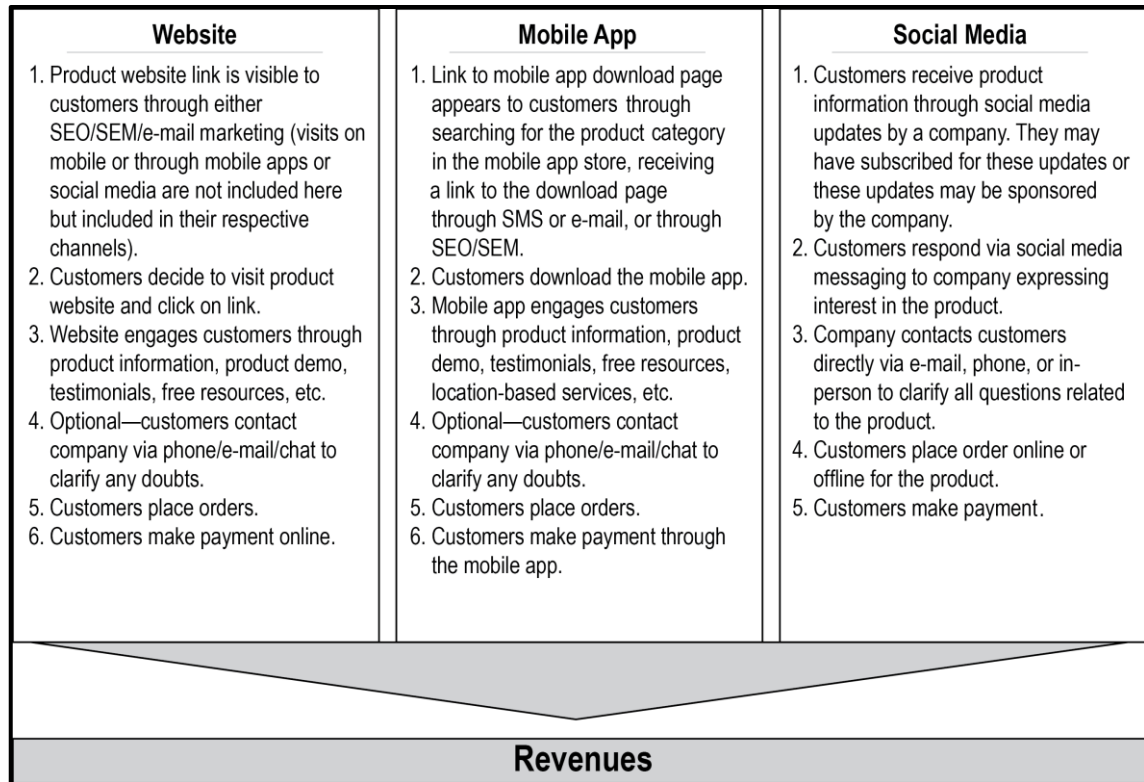 Website
1. Product website link is visible to
customers through either
SEO/SEM/e-mail marketing (visits on
mobile or through mobile apps or
social media are not included here
but included in their respective
channels).
2. Customers decide to visit product
website and click on link.
3. Website engages customers through
product information, product demo,
testimonials, free resources, etc.
4. Optional—customers contact
company via phone/e-mail/chat to
clarify any doubts.
5. Customers place orders.
6. Customers make payment online.
Mobile App
1. Link to mobile app download page
appears to customers through
searching for the product category
in the mobile app store, receiving
a link to the download page
through SMS or e-mail, or through
SEO/SEM.
2. Customers download the mobile app.
3. Mobile app engages customers
through product information, product
demo, testimonials, free resources,
location-based services, etc.
4. Optional—customers contact
company via phone/e-mail/chat to
clarify any doubts.
5. Customers place orders.
6. Customers make payment through
the mobile app.
Social Media
1. Customers receive product
information through social media
updates by a company. They may
have subscribed for these updates or
these updates may be sponsored
by the company.
2. Customers respond via social media
messaging to company expressing
interest in the product.
3. Company contacts customers
directly via e-mail, phone, or in-
person to clarify all questions related
to the product.
4. Customers place order online or
offline for the product.
5. Customers make payment.
Revenues